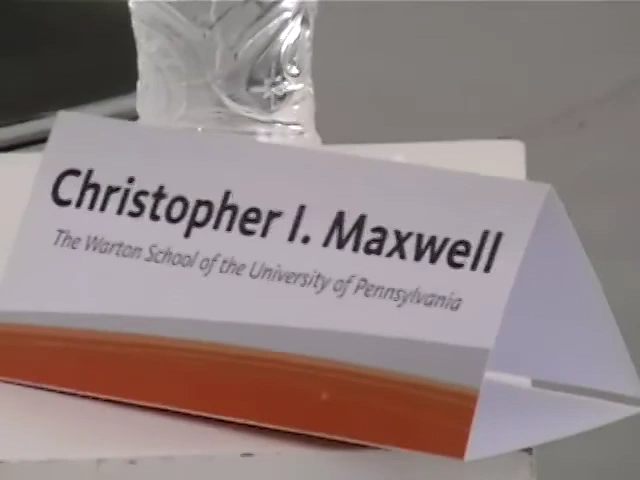 Christopher I. Maxwell
The Warton School of the University of Pennsylvania